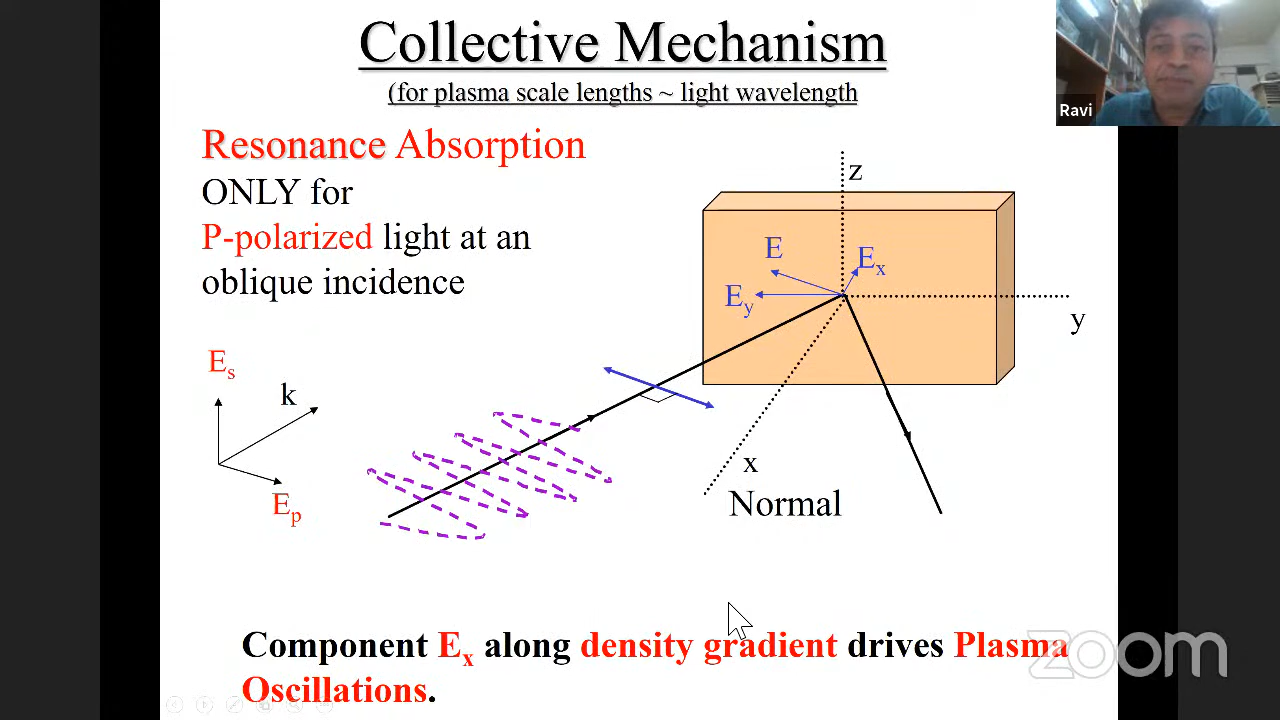 Collective Mechanism
(for plasma scale lengths ~ light wavelength
Ravi
Resonance Absorption
ONLY for
P-polarized light at an
oblique incidence
z
E
Ex
Ey
y
Es
k
Ep
x
Normal
Component Ex along density gradient drives Plasma
Oscillations.
zoom